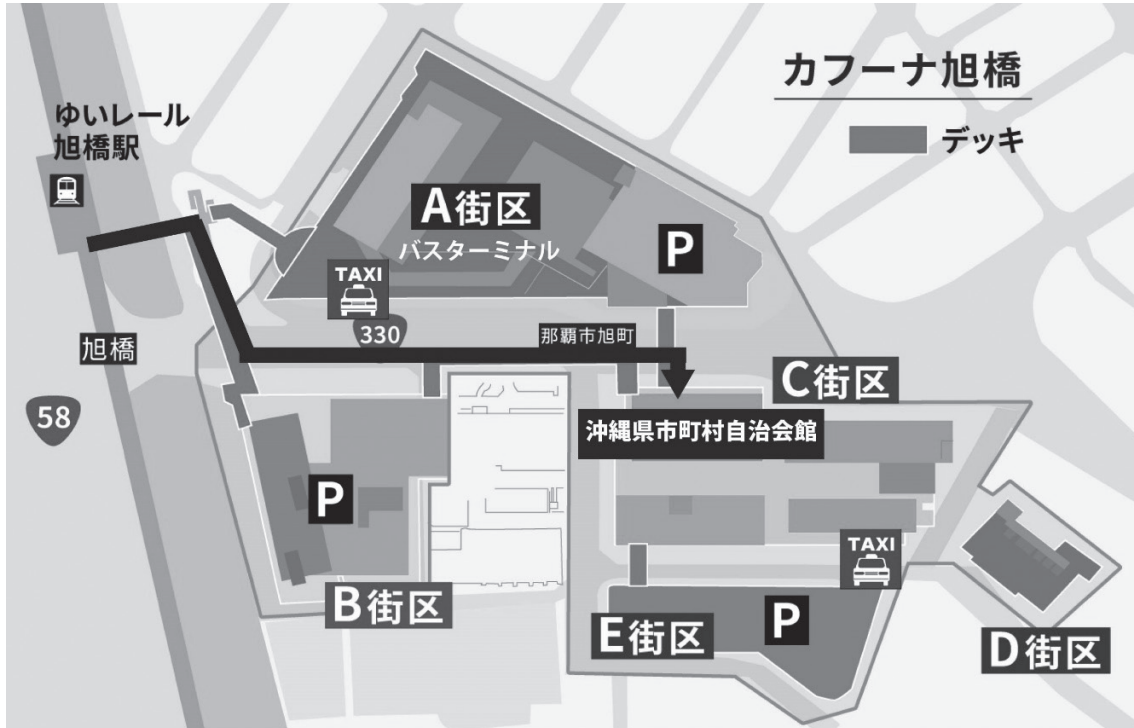 カフーナ旭橋
デッキ
ゆいレール
旭橋駅
A街区
バスターミナル
P
TAXI
330
那覇市旭町
旭橋
58
C街区
沖縄県市町村自治会館
P
TAXI
B街区
E街区
P
D街区